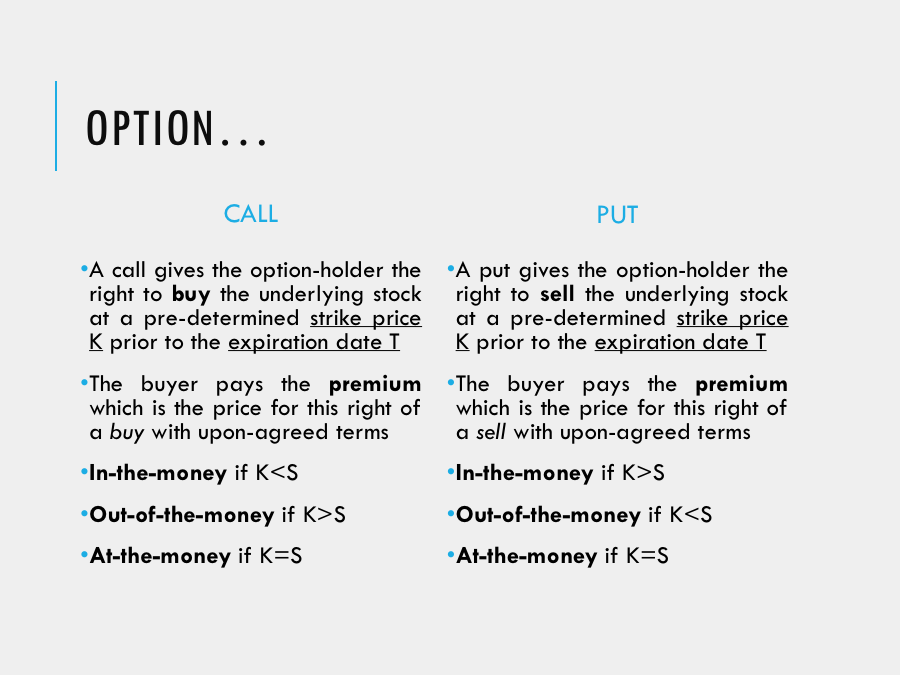 OPTION...
CALL
•A call gives the option-holder the
right to buy the underlying stock
at a pre-determined strike price
K prior to the expiration date T
•The buyer pays the premium
which is the price for this right of
a buy with upon-agreed terms
•In-the-money if K<S
•Out-of-the-money if K>S
•At-the-money if K=S
PUT
•A put gives the option-holder the
right to sell the underlying stock
at a pre-determined strike price
K prior to the expiration date T
•The buyer pays the premium
which is the price for this right of
a sell with upon-agreed terms
•In-the-money if K>S
•Out-of-the-money if K<S
•At-the-money if K=S